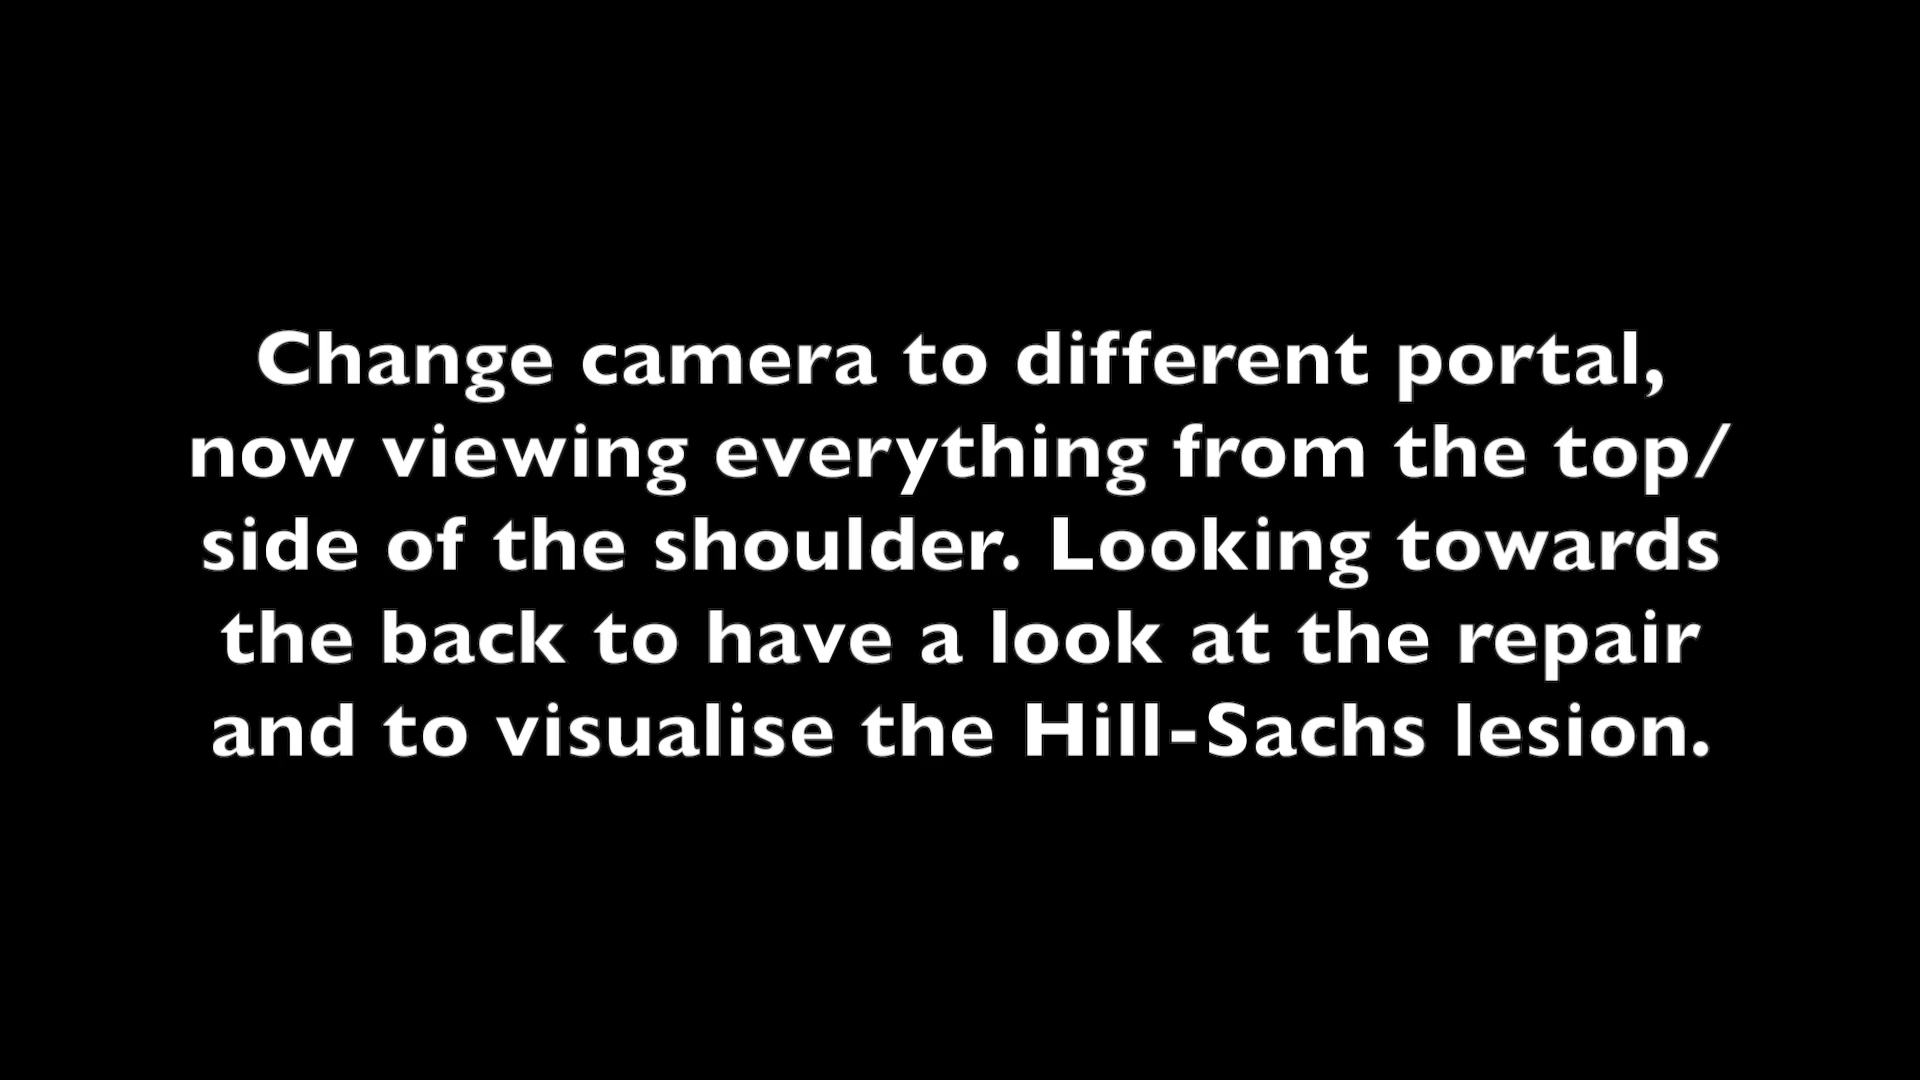 Change camera to different portal,
now viewing everything from the top/
side of the shoulder. Looking towards
the back to have a look at the repair
and to visualise the Hill-Sachs lesion.